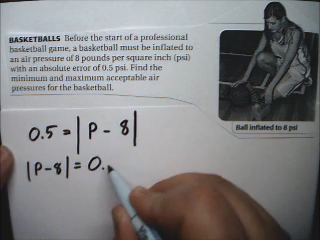 BASKETBALLS Before the start of a professional
basketball game, a basketball must be inflated to
an air pressure of 8 pounds per square inch (psi)
with an absolute error of 0.5 psi. Find the
minimum and maximum acceptable air
pressures for the basketball.
Ball inflated to 8 psi
0.5 = |P - 8|
|P-8| = 0.